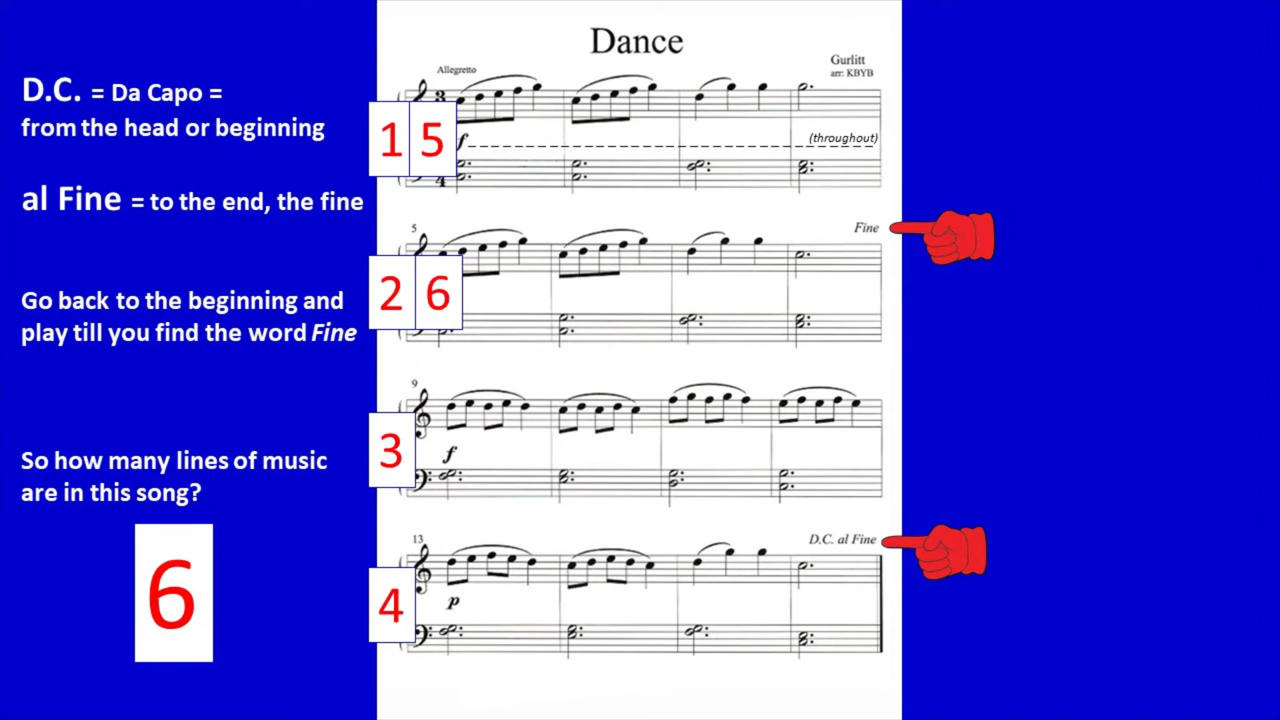 Dance
Gurlitt
arr: KBYB
Allegretto
D.C. = Da Capo =
from the head or beginning
3
4
1 5
f
(throughout)
al Fine = to the end, the fine
5
Fine
2 6
Go back to the beginning and
play till you find the word Fine
9
f
3
So how many lines of music
are in this song?
6
13
D.C. al Fine
p
4